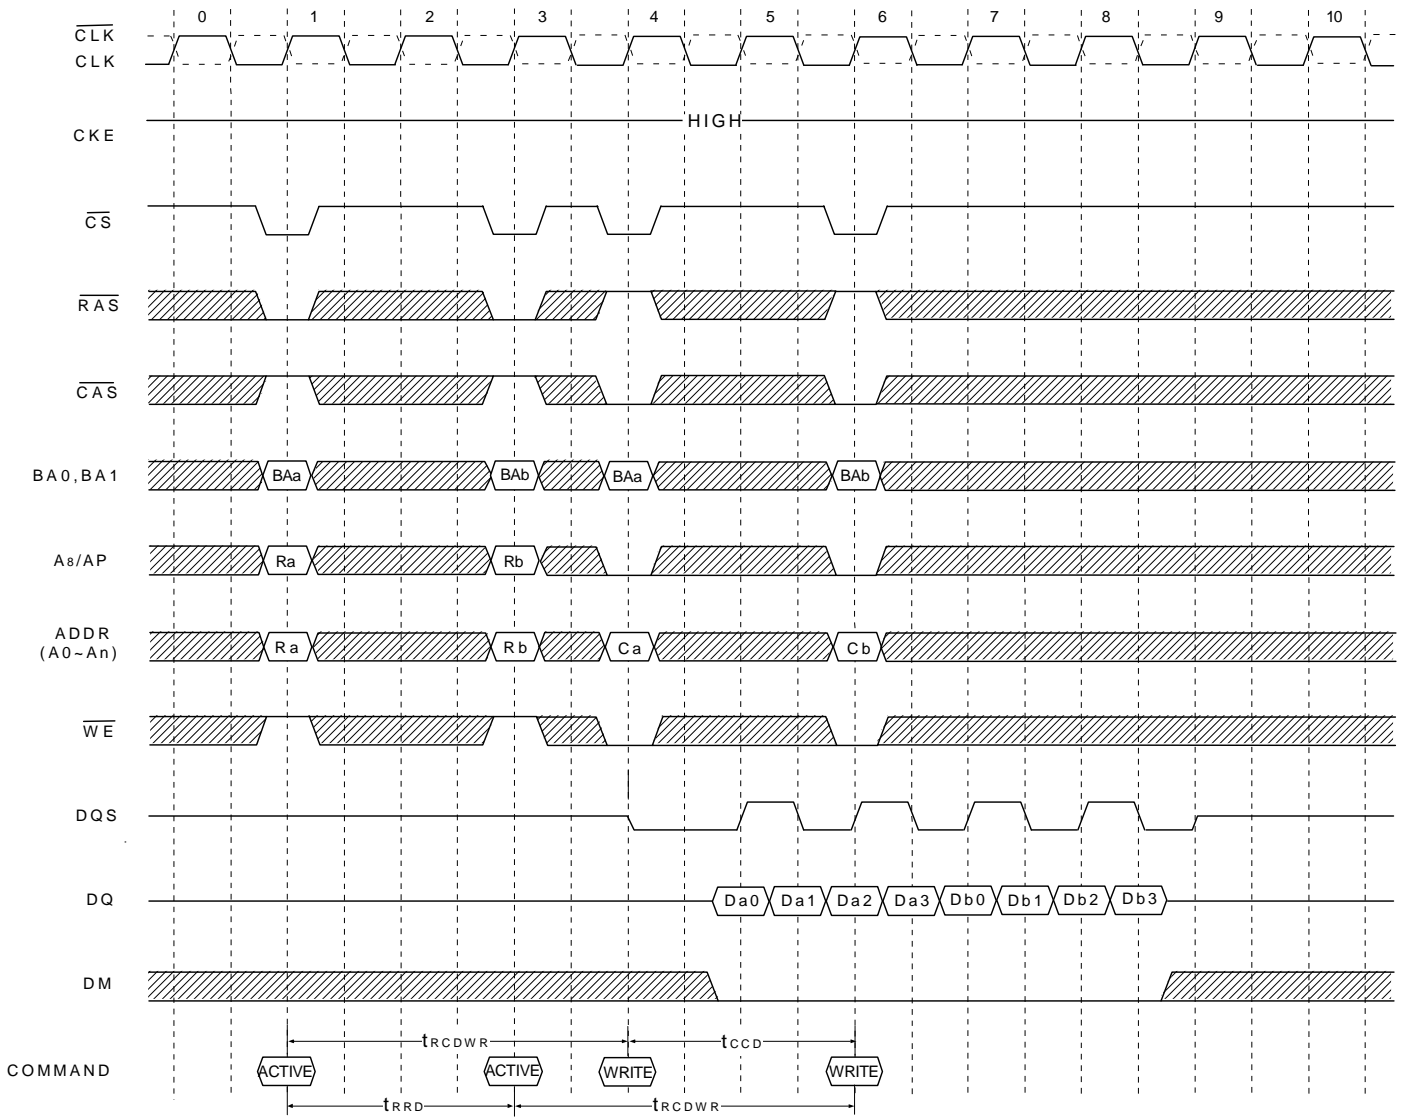 0 1 2 3 4 5 6 7 8 9 10
CLK
CLK
HIGH
CKE
CS
RAS
CAS
BA0,BA1 BAa BAb BAa BAb
A8/AP Ra Rb
ADDR Ra Rb Ca Cb
(A0~An)
WE
DQS
DQ Da0 Da1 Da2 Da3 Db0 Db1 Db2 Db3
DM
tRCDWR tCCD
COMMAND ACTIVE ACTIVE WRITE WRITE
tRRD tRCDWR